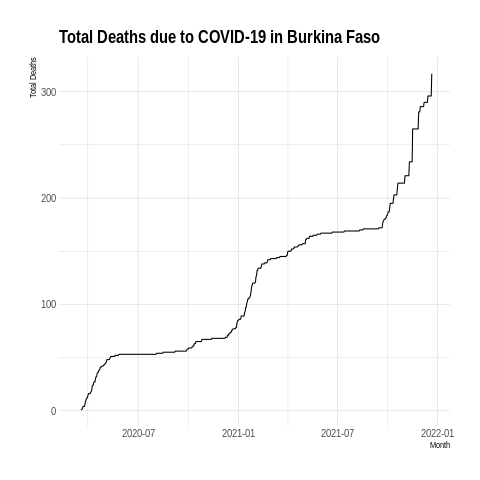 Total Deaths due to COVID-19 in Burkina Faso
Total Deaths
300
200
100
0
2020-07
2021-01
2021-07
2022-01
Month